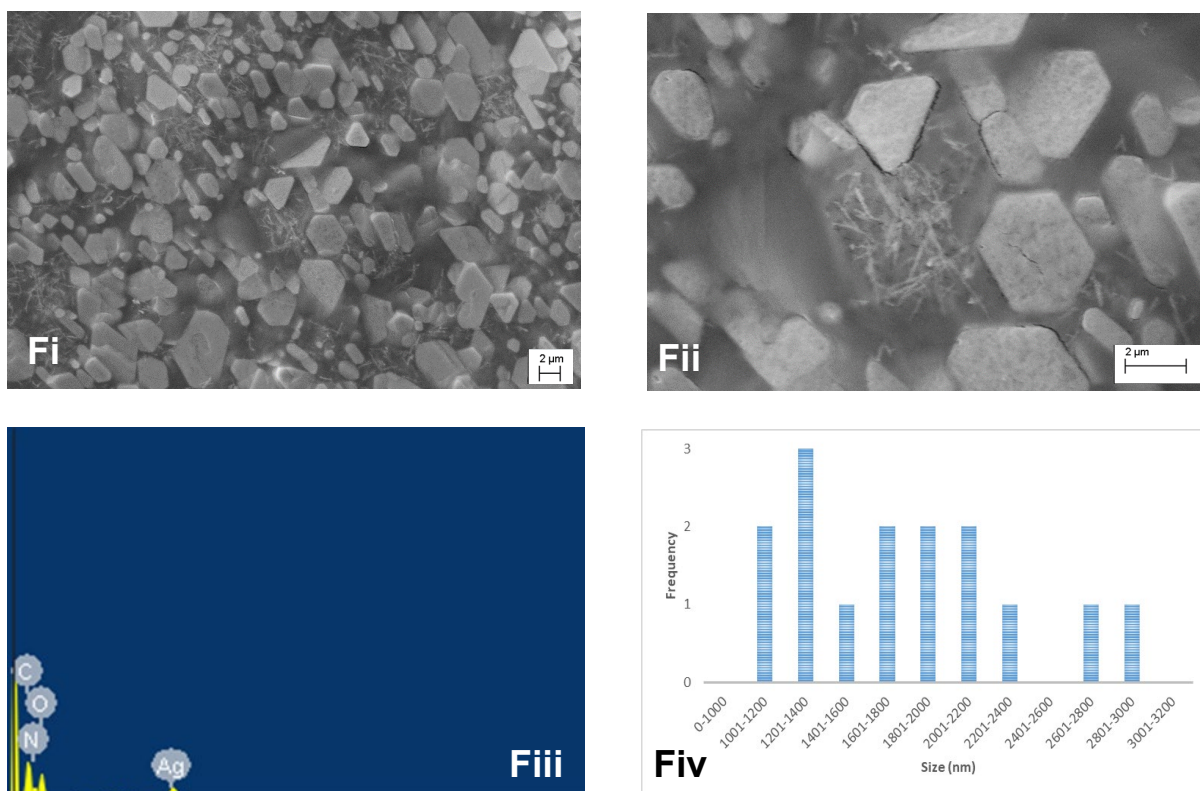 Fi
2 µm
Fii
2 µm
C
O
N
Ag
Fiii
3
2
1
0
Frequency
0-1000
1001-1200
1201-1400
1401-1600
1601-1800
1801-2000
2001-2200
2201-2400
2401-2600
2601-2800
2801-3000
3001-3200
Size (nm)
Fiv